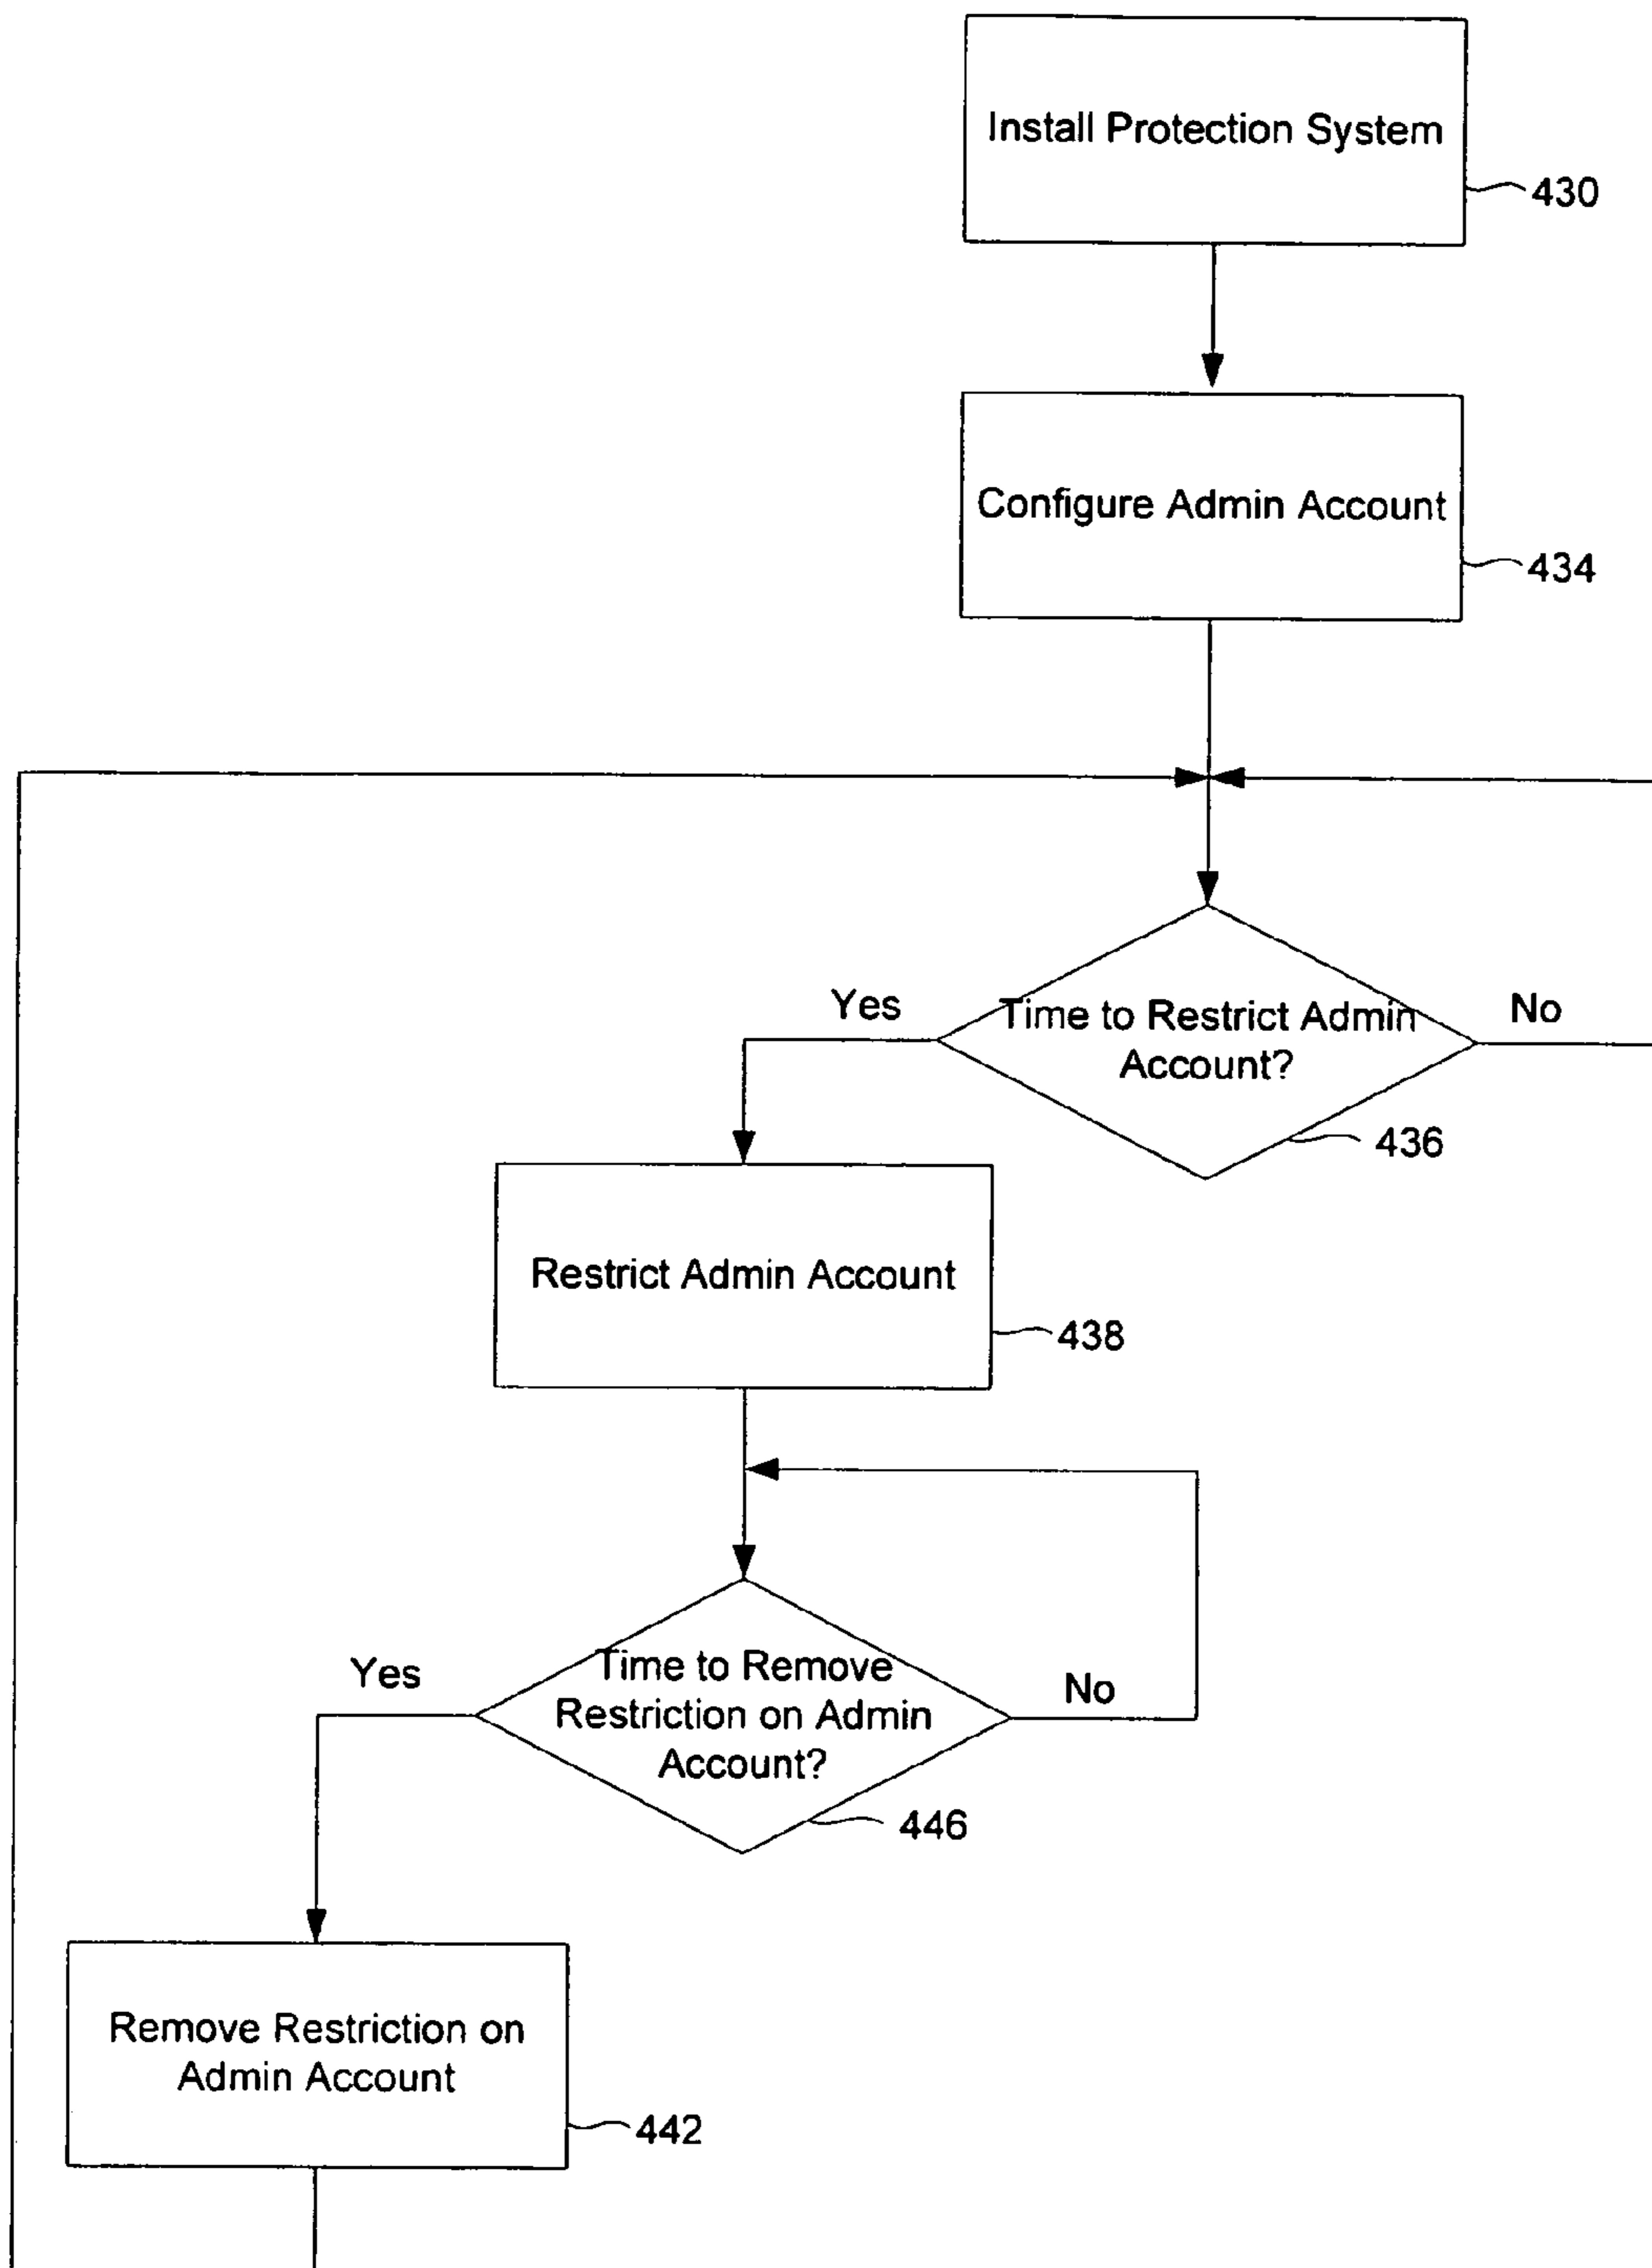 Install Protection System
430
Configure Admin Account
434
Yes
Time to Restrict Admin
Account?
No
436
Restrict Admin Account
438
Yes
Time to Remove
Restriction on Admin
Account?
No
446
Remove Restriction on
Admin Account
442